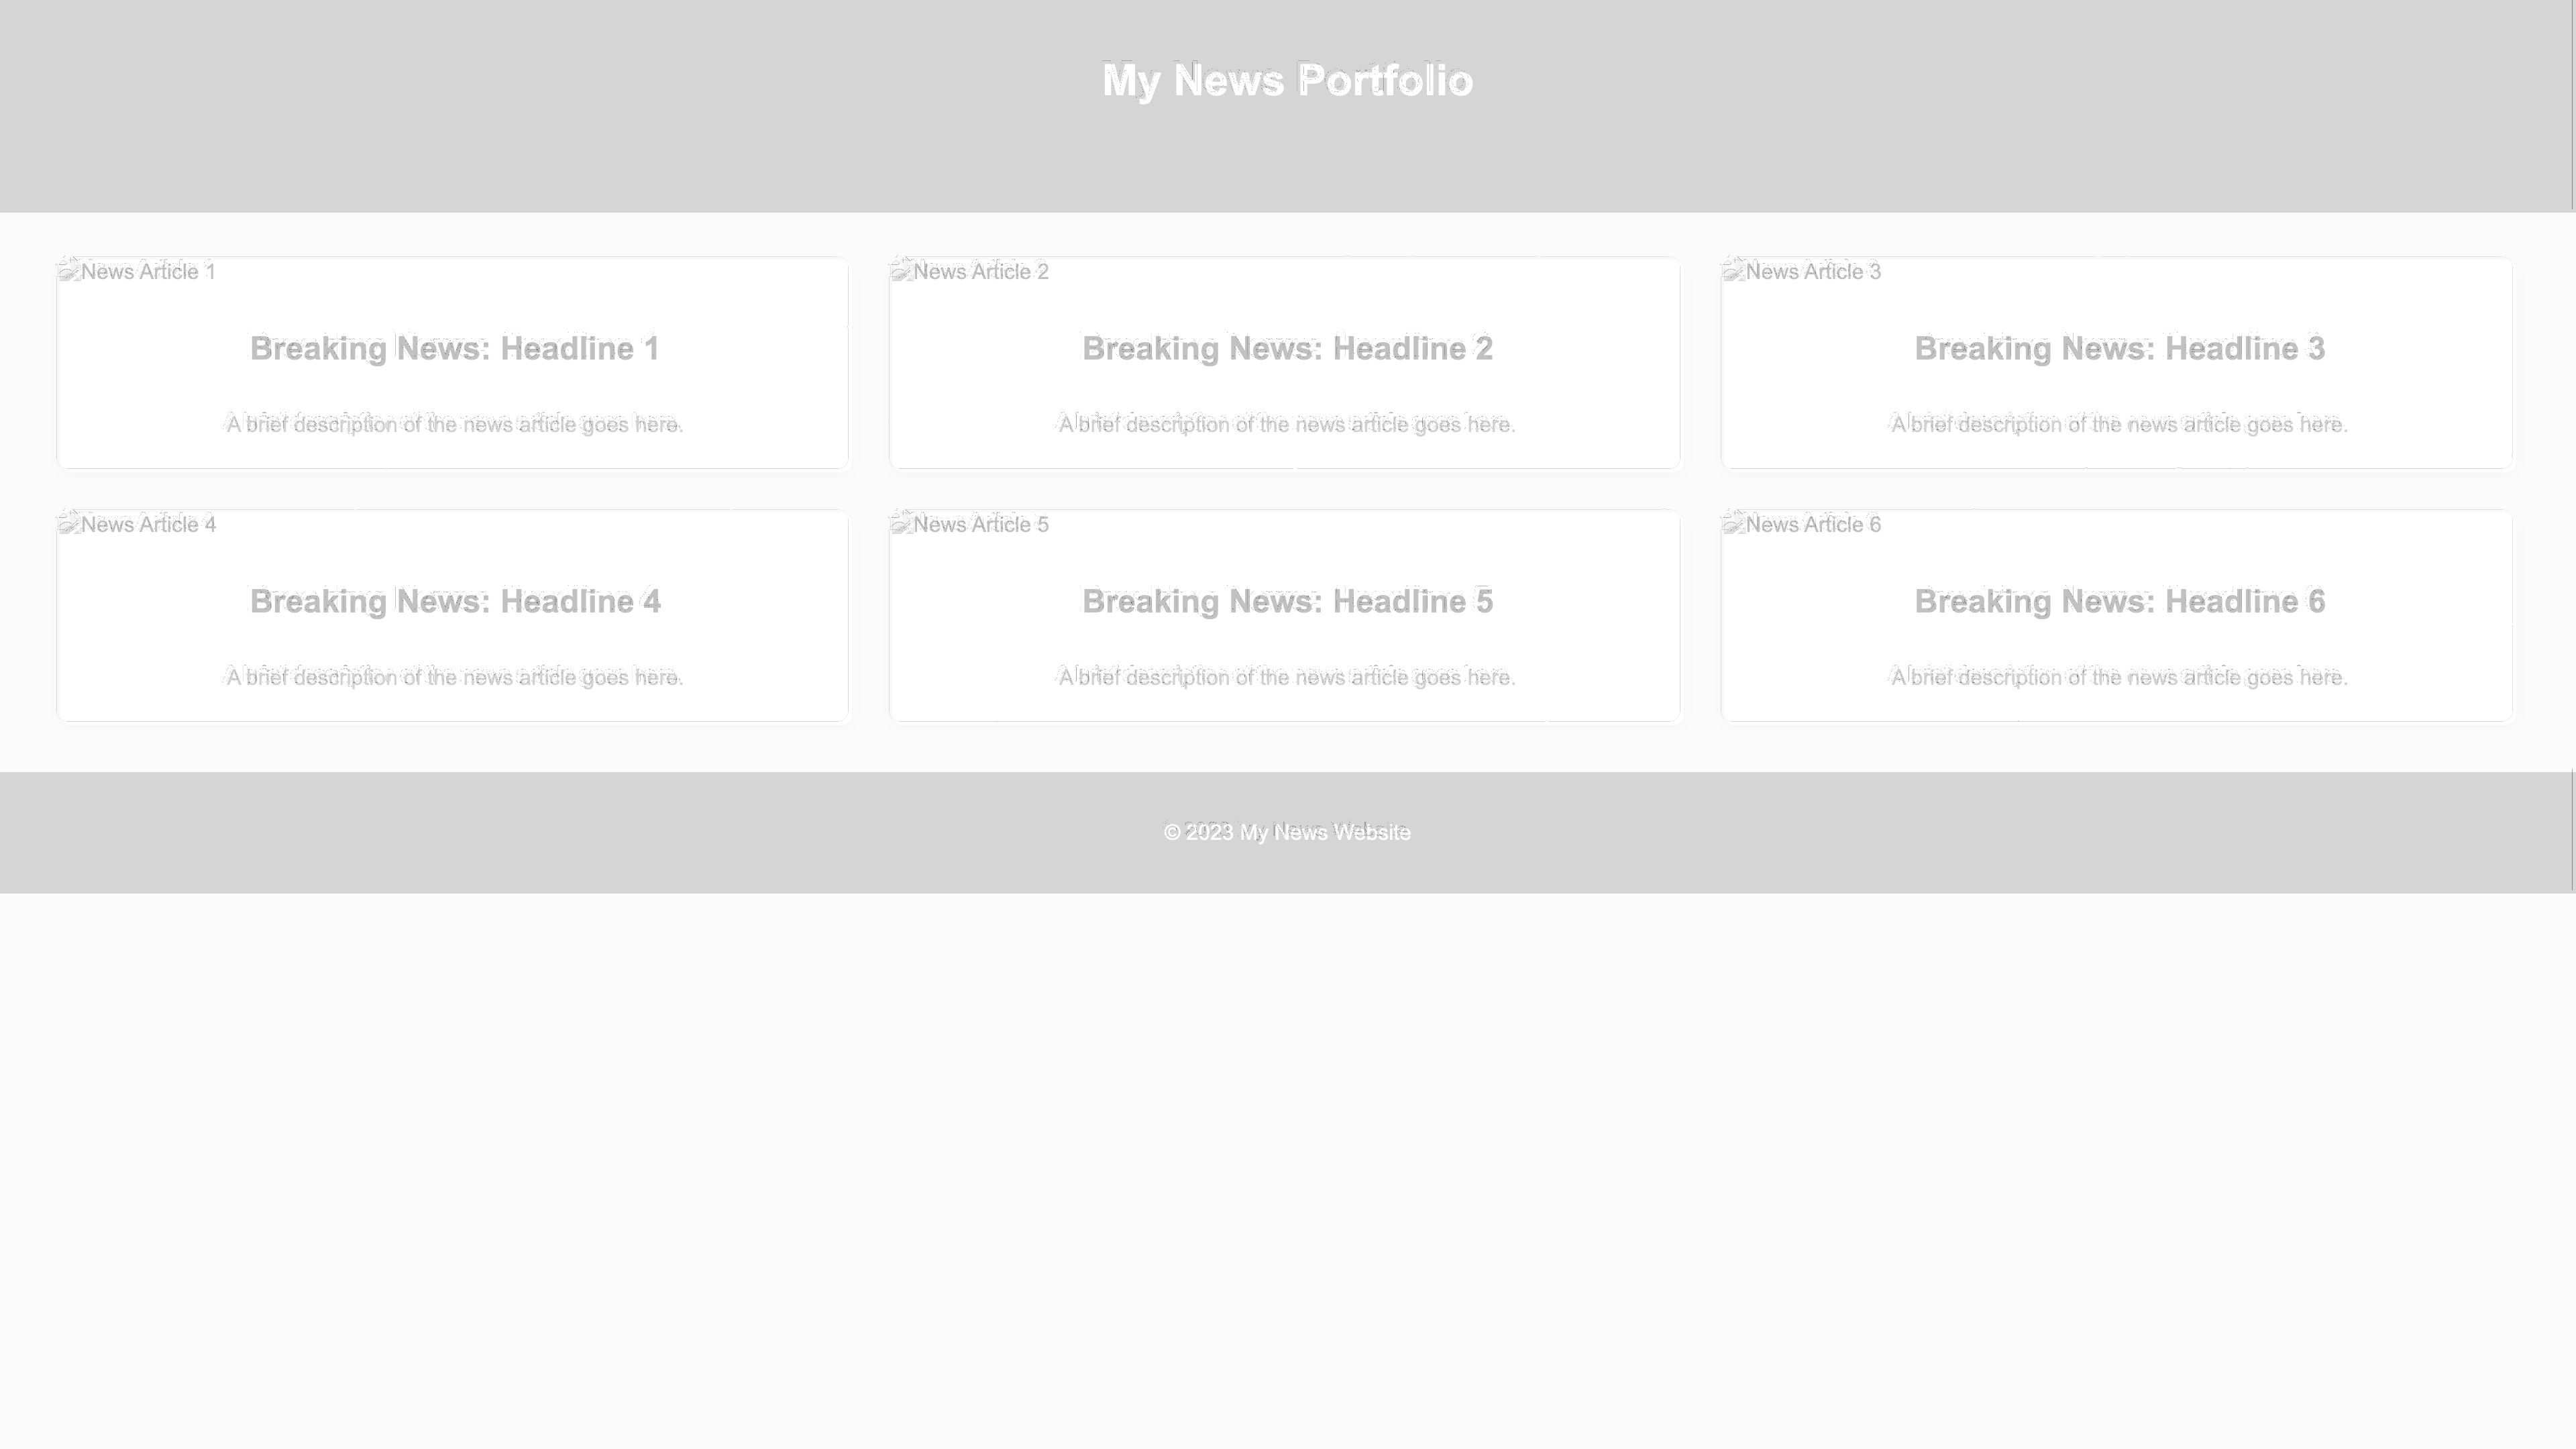 My News Portfolio
News Article 1
News Article 2
News Article 3
Breaking News: Headline 1
Breaking News: Headline 2
Breaking News: Headline 3
A brief description of the news article goes here.
A brief description of the news article goes here.
A brief description of the news article goes here.
News Article 4
News Article 5
News Article 6
Breaking News: Headline 4
Breaking News: Headline 5
Breaking News: Headline 6
A brief description of the news article goes here.
A brief description of the news article goes here.
A brief description of the news article goes here.
© 2023 My News Website